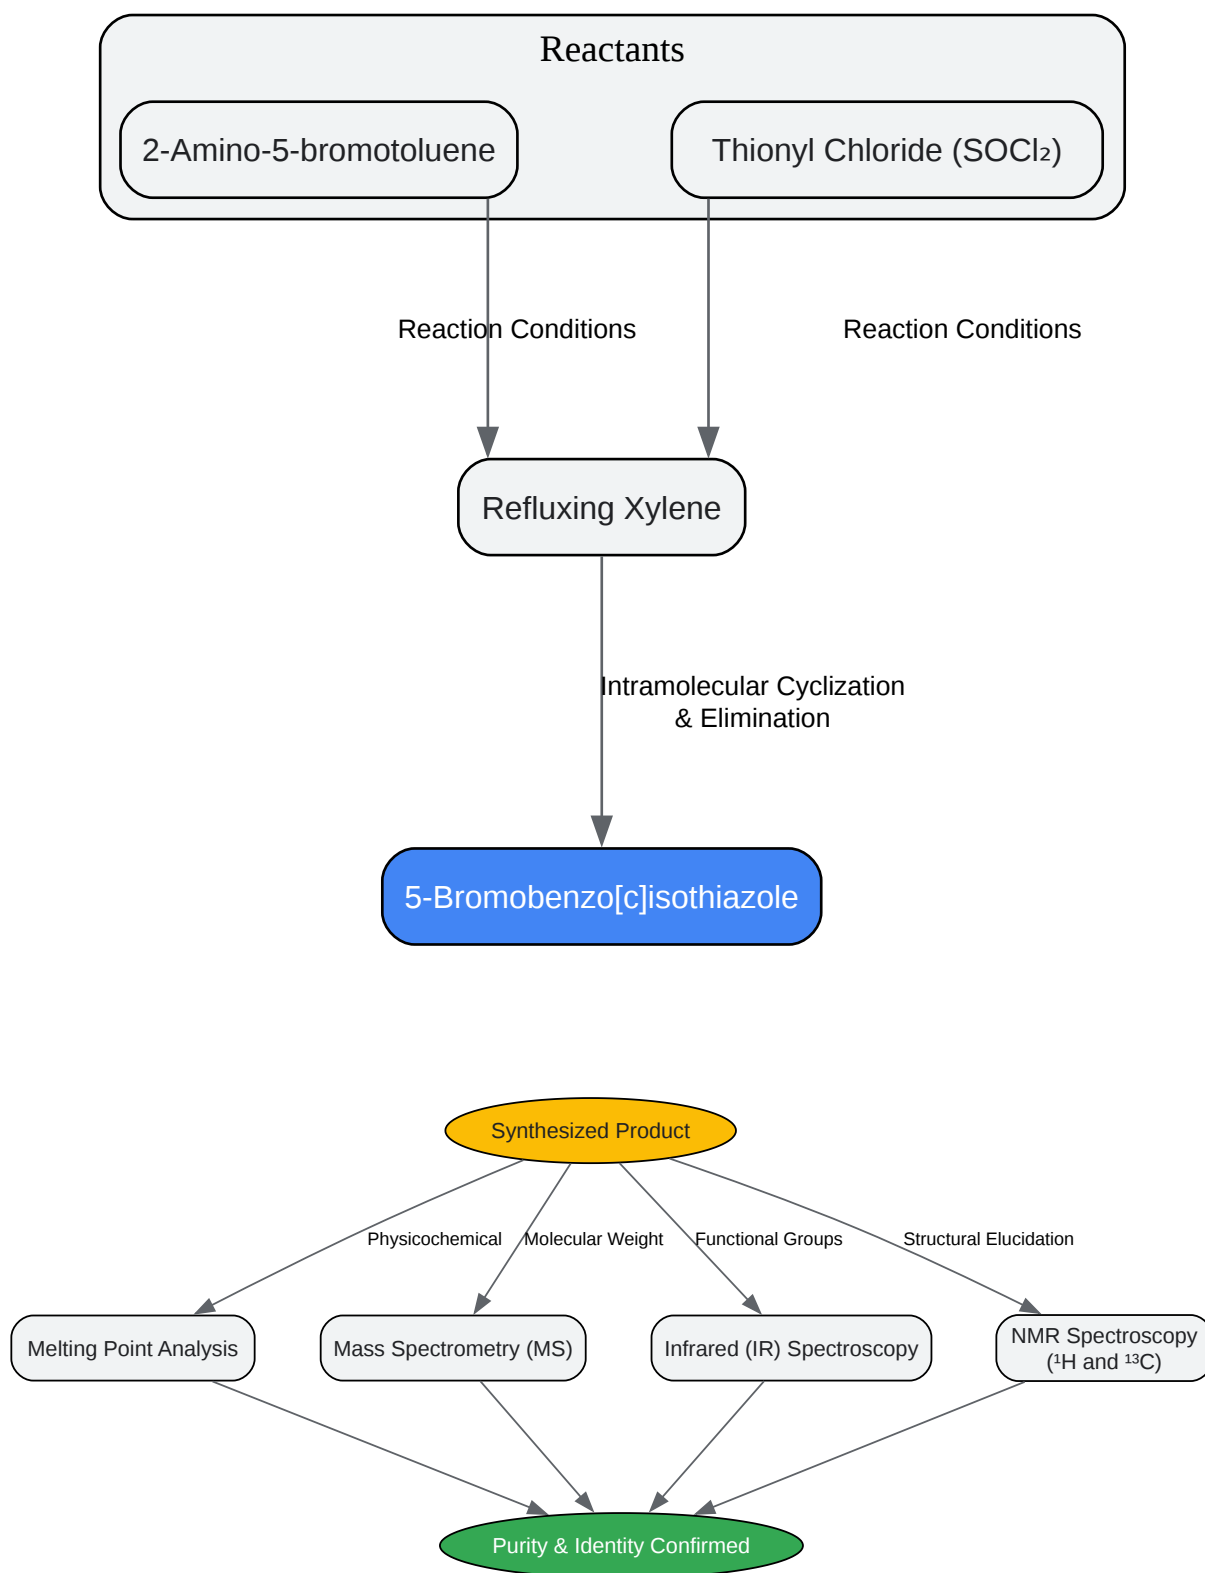 Reactants
2-Amino-5-bromotoluene
Thionyl Chloride (SOCl₂)
Reaction Conditions
Reaction Conditions
Refluxing Xylene
Intramolecular Cyclization
& Elimination
5-Bromobenzo[c]isothiazole
Synthesized Product
Physicochemical
Molecular Weight
Functional Groups
Structural Elucidation
Melting Point Analysis
Mass Spectrometry (MS)
Infrared (IR) Spectroscopy
NMR Spectroscopy
(¹H and ¹³C)
Purity & Identity Confirmed